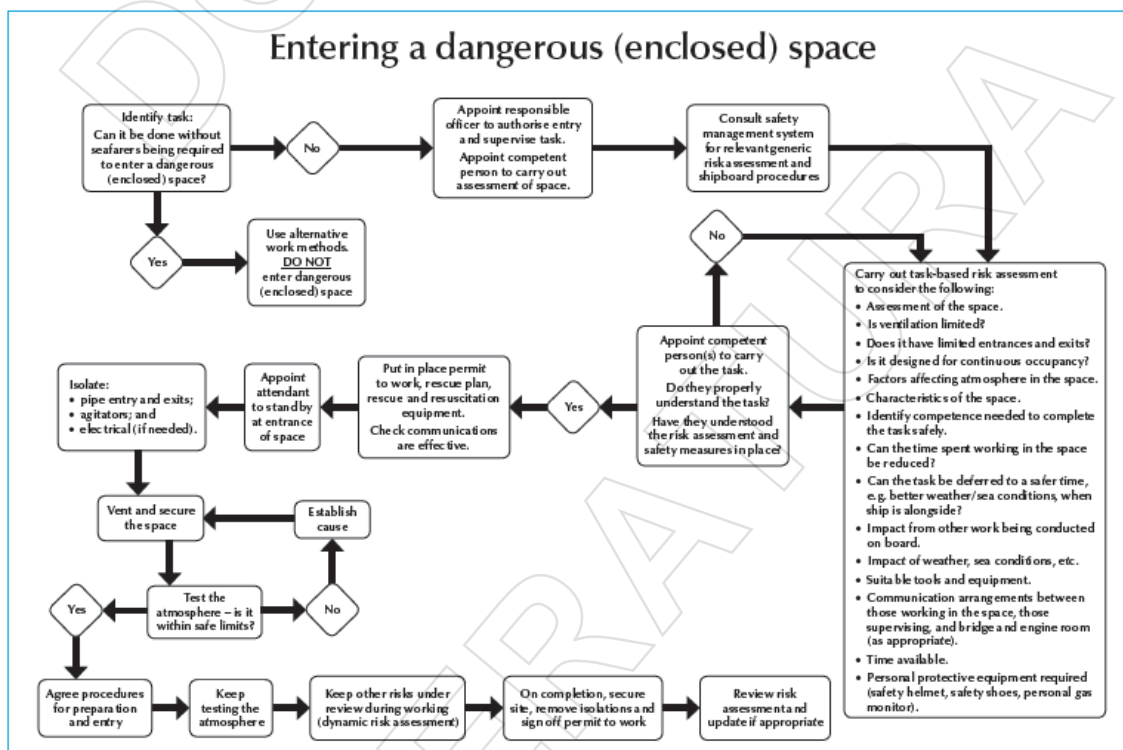 Entering a dangerous (enclosed) space
Identify task:
Can it be done without
seafarers being required
to enter a dangerous
(enclosed) space?
No
Appoint responsible
officer to authorise entry
and supervise task.
Appoint competent
person to carry out
assessment of space.
Consult safety
management system
for relevant generic
risk assessment and
shipboard procedures
Yes
Use alternative
work methods.
DO NOT
enter dangerous
(enclosed) space
No
Carry out task-based risk assessment
to consider the following:
• Assessment of the space.
• Is ventilation limited?
• Does it have limited entrances and exits?
• Is it designed for continuous occupancy?
• Factors affecting atmosphere in the space.
• Characteristics of the space.
• Identify competence needed to complete
the task safely.
• Can the time spent working in the space
be reduced?
• Can the task be deferred to a safer time,
e.g. better weather/sea conditions, when
ship is alongside?
• Impact from other work being conducted
on board.
• Impact of weather, sea conditions, etc.
• Suitable tools and equipment.
• Communication arrangements between
those working in the space, those
supervising, and bridge and engine room
(as appropriate).
• Time available.
• Personal protective equipment required
(safety helmet, safety shoes, personal gas
monitor).
Appoint competent
person(s) to carry
out the task.
Do they properly
understand the task?
Have they understood
the risk assessment and
safety measures in place?
Yes
Put in place permit
to work, rescue plan,
rescue and resuscitation
equipment.
Check communications
are effective.
Appoint
attendant
to stand by
at entrance
of space
Isolate:
• pipe entry and exits;
• agitators; and
• electrical (if needed).
Vent and secure
the space
Establish
cause
Test the
atmosphere – is it
within safe limits?
No
Yes
Agree procedures
for preparation and
entry
Keep
testing the
atmosphere
Keep other risks under
review during working
(dynamic risk assessment)
On completion, secure
site, remove isolations and
sign off permit to work
Review risk
assessment and
update if appropriate